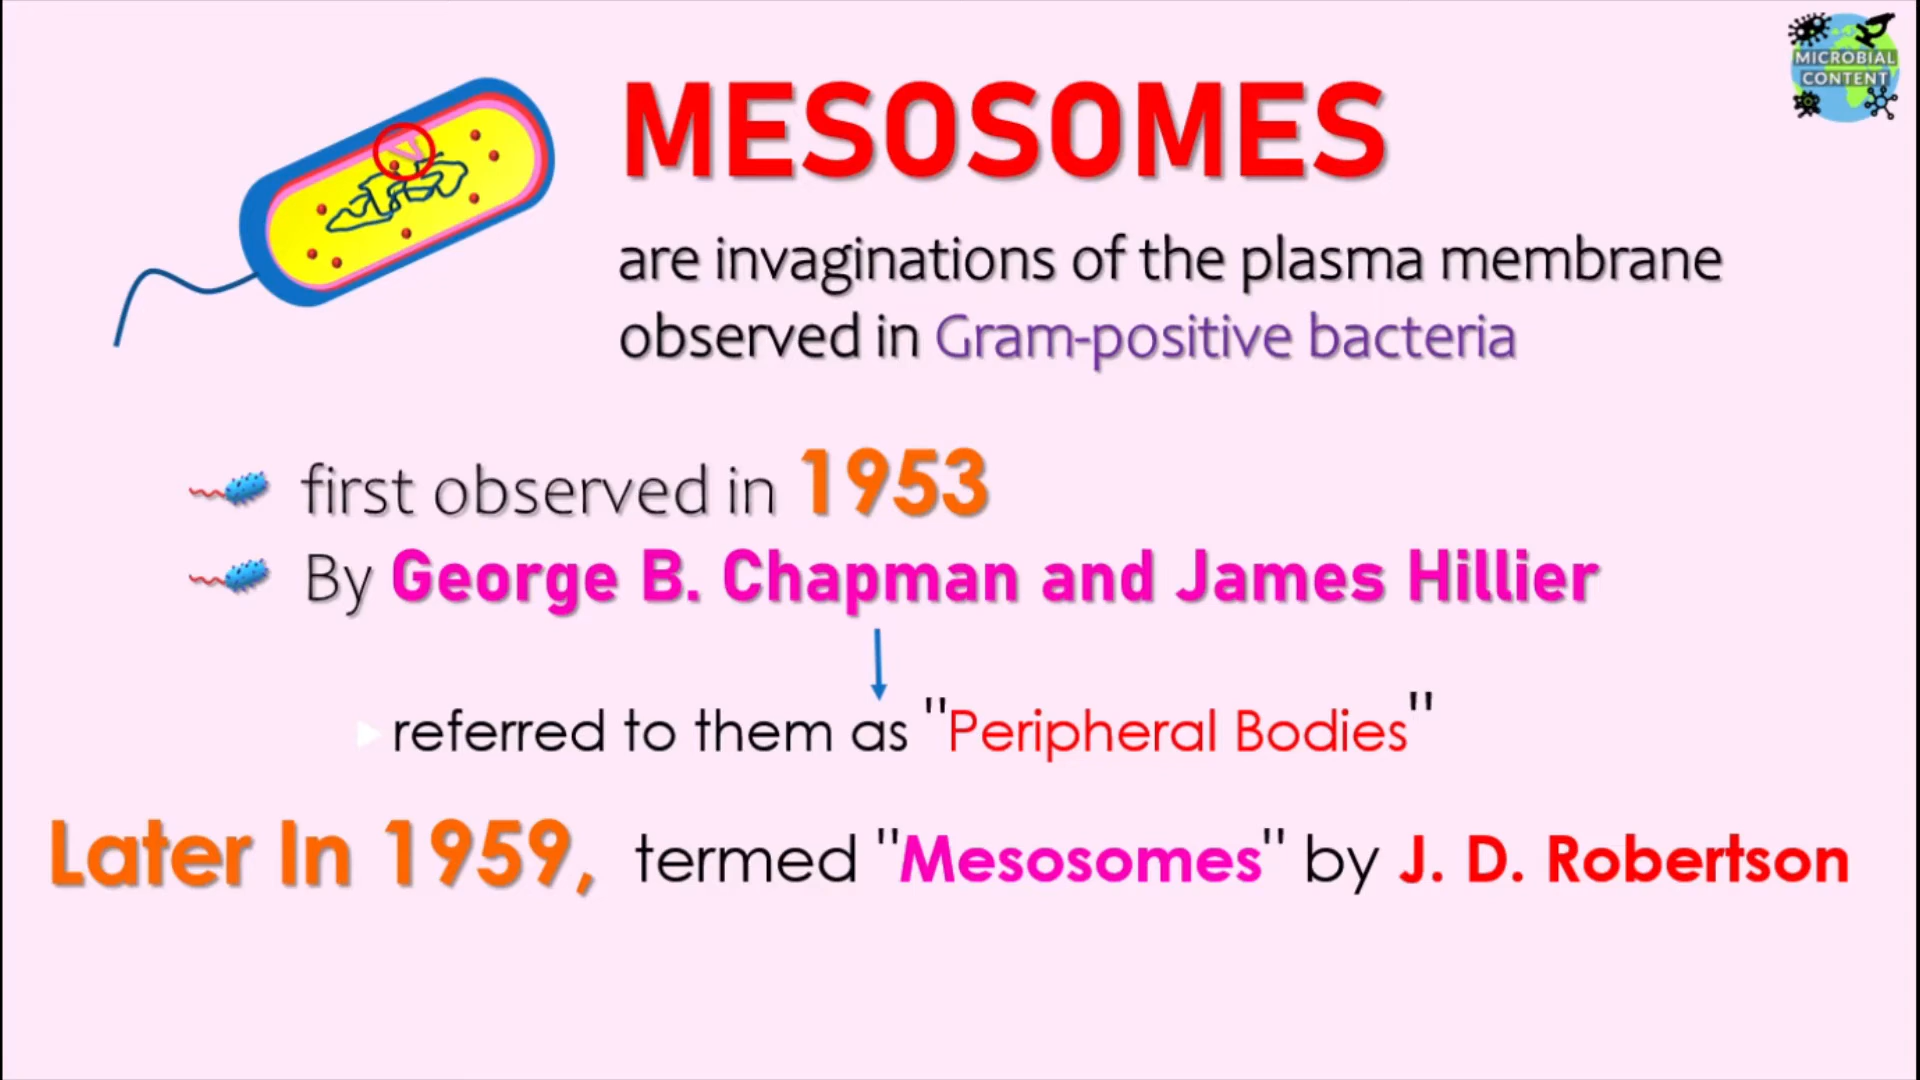 MICROBIAL
CONTENT
MESOSOMES
are invaginations of the plasma membrane
observed in Gram-positive bacteria
first observed in 1953
By George B. Chapman and James Hillier
referred to them as "Peripheral Bodies"
Later In 1959, termed "Mesosomes" by J. D. Robertson